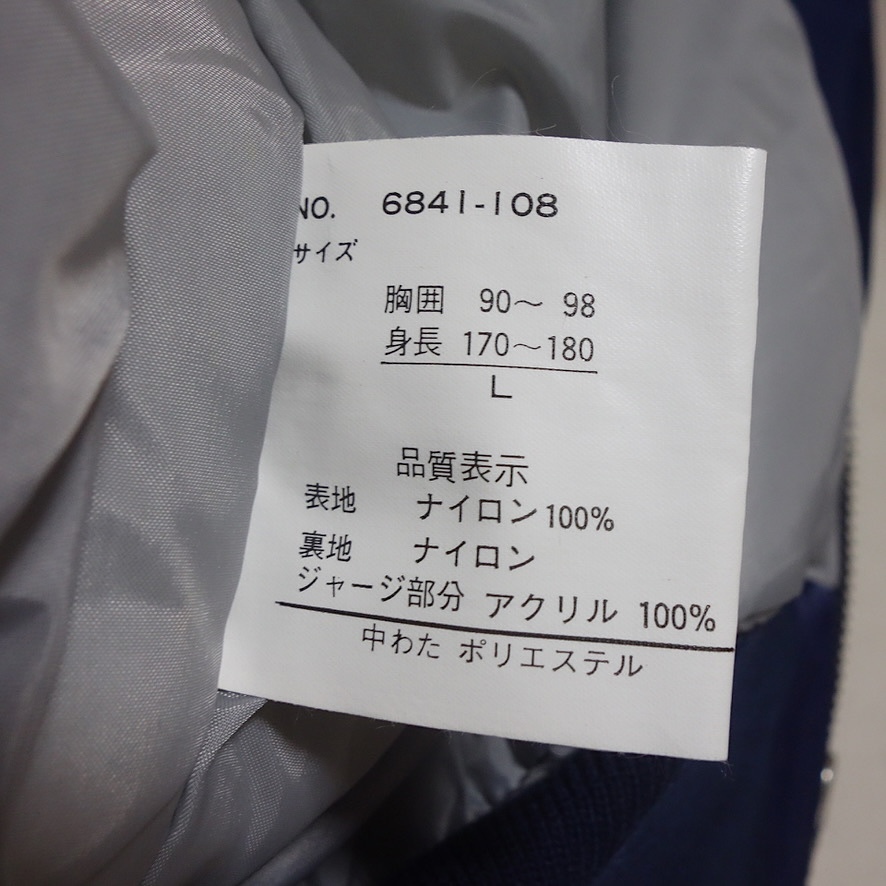 NO. 6841-108
サイズ
胸囲 90～ 98
身長 170～180
L
品質表示
表地 ナイロン100%
裏地 ナイロン
ジャージ部分 アクリル 100%
中わた ポリエステル